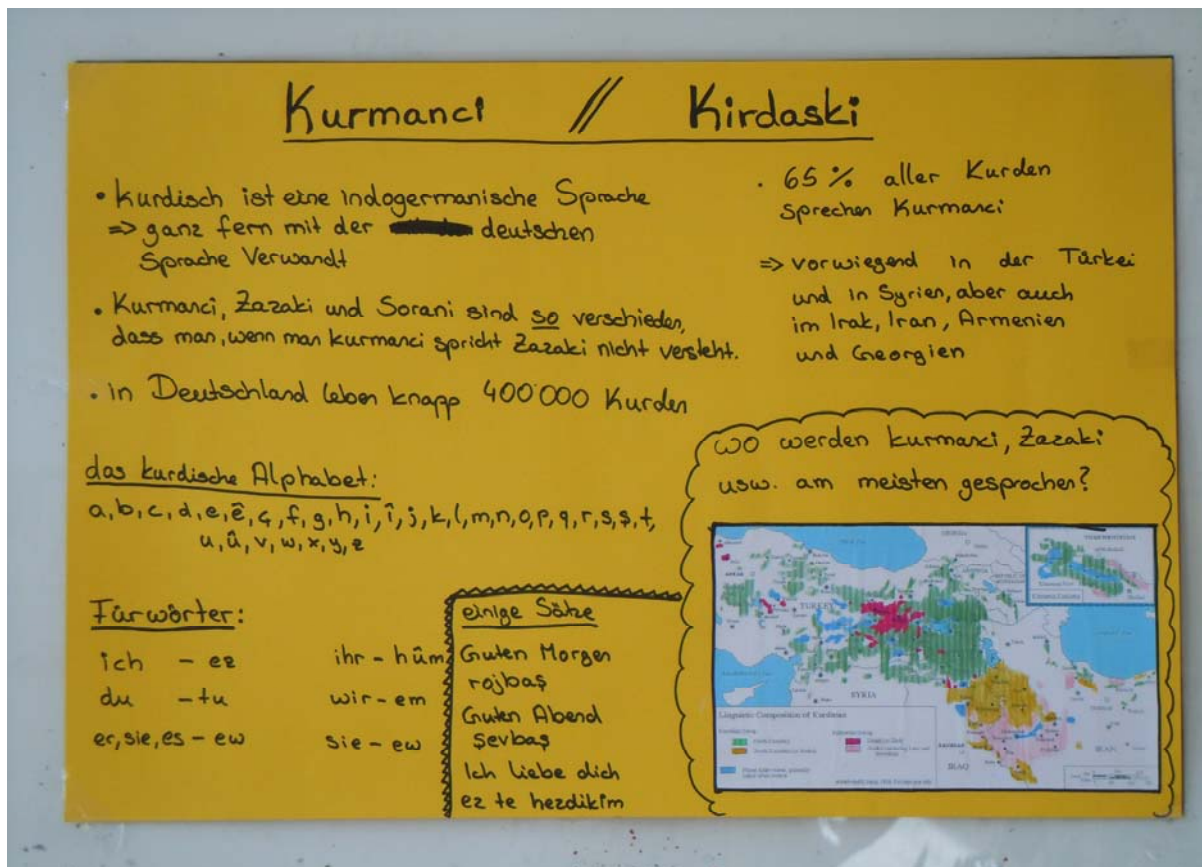 Kurmanci // Kirdaski
• Kurdisch ist eine indogermanische Sprache
=> ganz fern mit der deutschen
Sprache Verwandt
• Kurmanci, Zazaki und Sorani sind so verschieden,
dass man, wenn man kurmanci spricht Zazaki nicht versteht.
• in Deutschland leben knapp 400'000 Kurden
• 65% aller Kurden
sprechen Kurmanci
=> vorwiegend in der Türkei
und in Syrien, aber auch
im Irak, Iran, Armenien
und Georgien
das kurdische Alphabet:
a, b, c, d, e, ê, ç, f, g, h, i, î, j, k, l, m, n, o, p, q, r, s, ş, t,
u, û, v, w, x, y, z
Fürwörter:
ich - ez
du - tu
er, sie, es - ew
ihr - hûm
wir - em
sie - ew
einige Sätze
Guten Morgen
rojbaş
Guten Abend
Şevbaş
Ich liebe dich
ez te hezdikim
wo werden kurmanci, Zazaki
usw. am meisten gesprochen?
TURKEY
SYRIA
IRAQ
IRAN
Linguistic Composition of Kurdistan